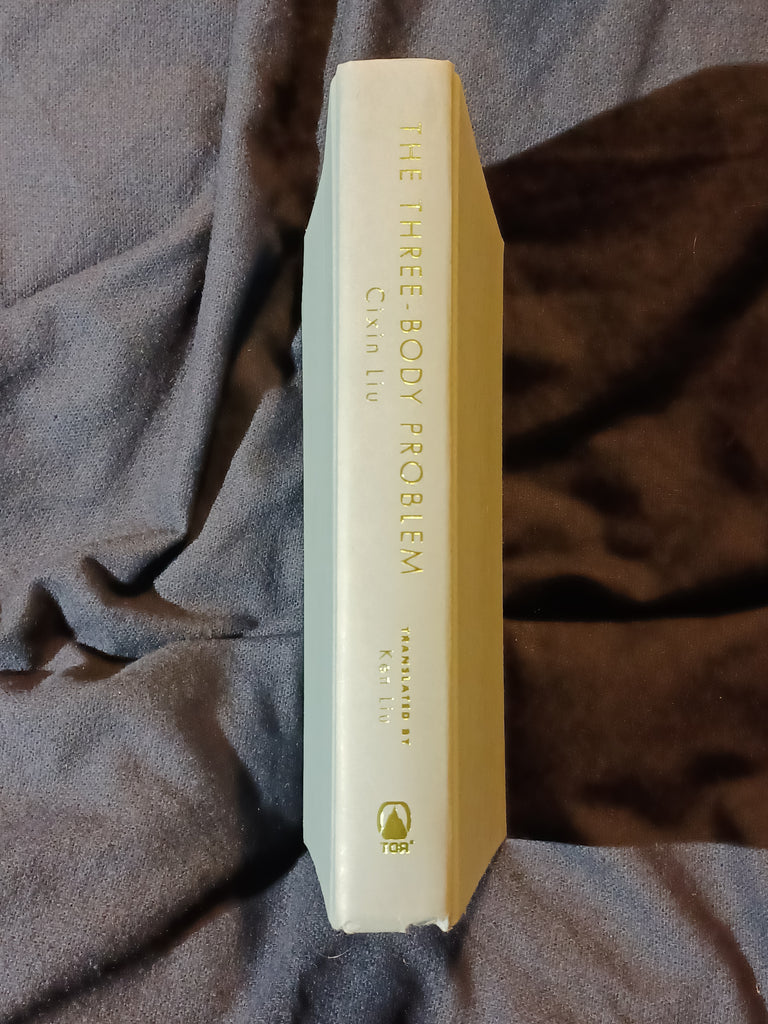 THE THREE-BODY PROBLEM
Cixin Liu
TRANSLATED BY
Ken Liu
TOR®